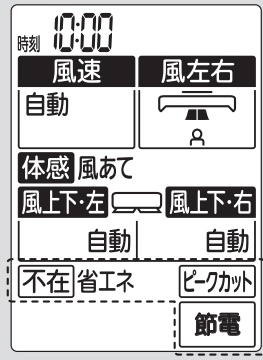 時刻 10:00
風速 風左右
自動
体感 風あて
風上下・左 風上下・右
自動 自動
不在 省エネ ピークカット
節電